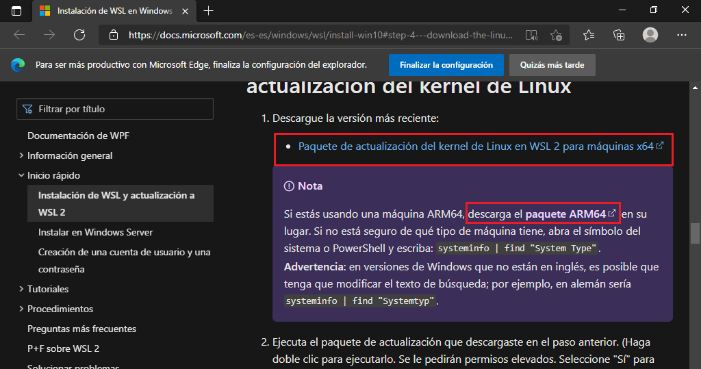 Instalación de WSL en Windows
https://docs.microsoft.com/es-es/windows/wsl/install-win10#step-4---download-the-linu...
Para ser más productivo con Microsoft Edge, finaliza la configuración del explorador.
Finalizar la configuración
Quizás más tarde
Filtrar por título
Documentación de WPF
Información general
Inicio rápido
Instalación de WSL y actualización a
WSL 2
Instalar en Windows Server
Creación de una cuenta de usuario y una
contraseña
Tutoriales
Procedimientos
Preguntas más frecuentes
P+F sobre WSL 2
Solucionar problemas
actualización del kernel de Linux
1. Descargue la versión más reciente:
• Paquete de actualización del kernel de Linux en WSL 2 para máquinas x64
Nota
Si estás usando una máquina ARM64, descarga el paquete ARM64 en su
lugar. Si no está seguro de qué tipo de máquina tiene, abra el símbolo del
sistema o PowerShell y escriba: systeminfo | find "System Type".
Advertencia: en versiones de Windows que no están en inglés, es posible que
tenga que modificar el texto de búsqueda; por ejemplo, en alemán sería
systeminfo | find "Systemtyp".
2. Ejecuta el paquete de actualización que descargaste en el paso anterior. (Haga
doble clic para ejecutarlo. Se le pedirán permisos elevados. Seleccione "Sí" para